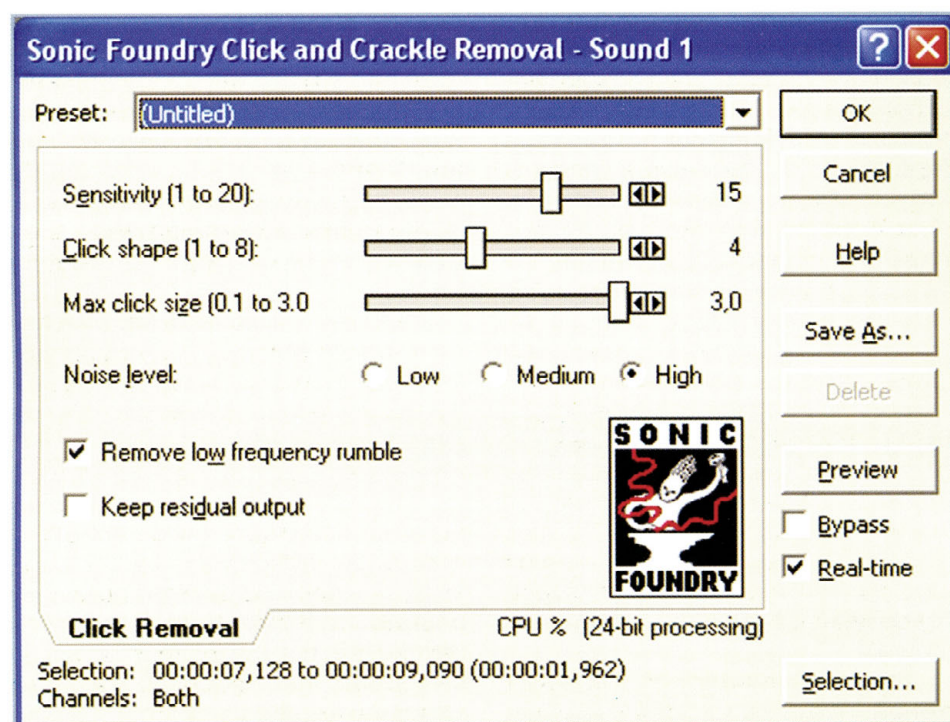 Sonic Foundry Click and Crackle Removal - Sound 1
Preset: (Untitled)
OK
Sensitivity (1 to 20): 15
Cancel
Click shape (1 to 8): 4
Help
Max click size (0.1 to 3.0 3,0
Save As...
Noise level: Low Medium High
Delete
Remove low frequency rumble
SONIC
Preview
Keep residual output
Bypass
Real-time
FOUNDRY
Click Removal
CPU % (24-bit processing)
Selection: 00:00:07,128 to 00:00:09,090 (00:00:01,962)
Selection...
Channels: Both